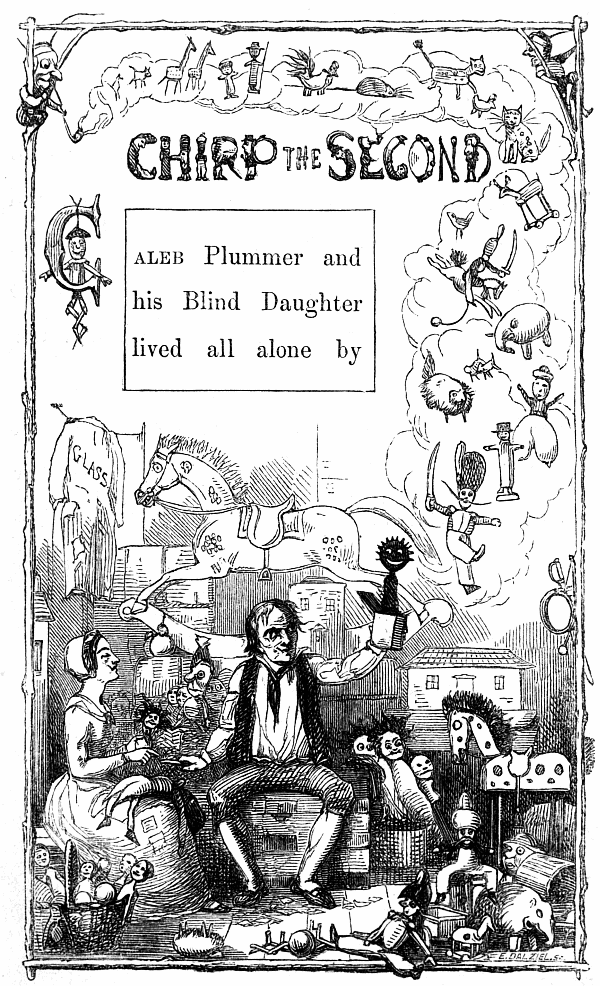 CHIRP THE SECOND
CALEB Plummer and
his Blind Daughter
lived all alone by
GLASS
E. DALZIEL. SC